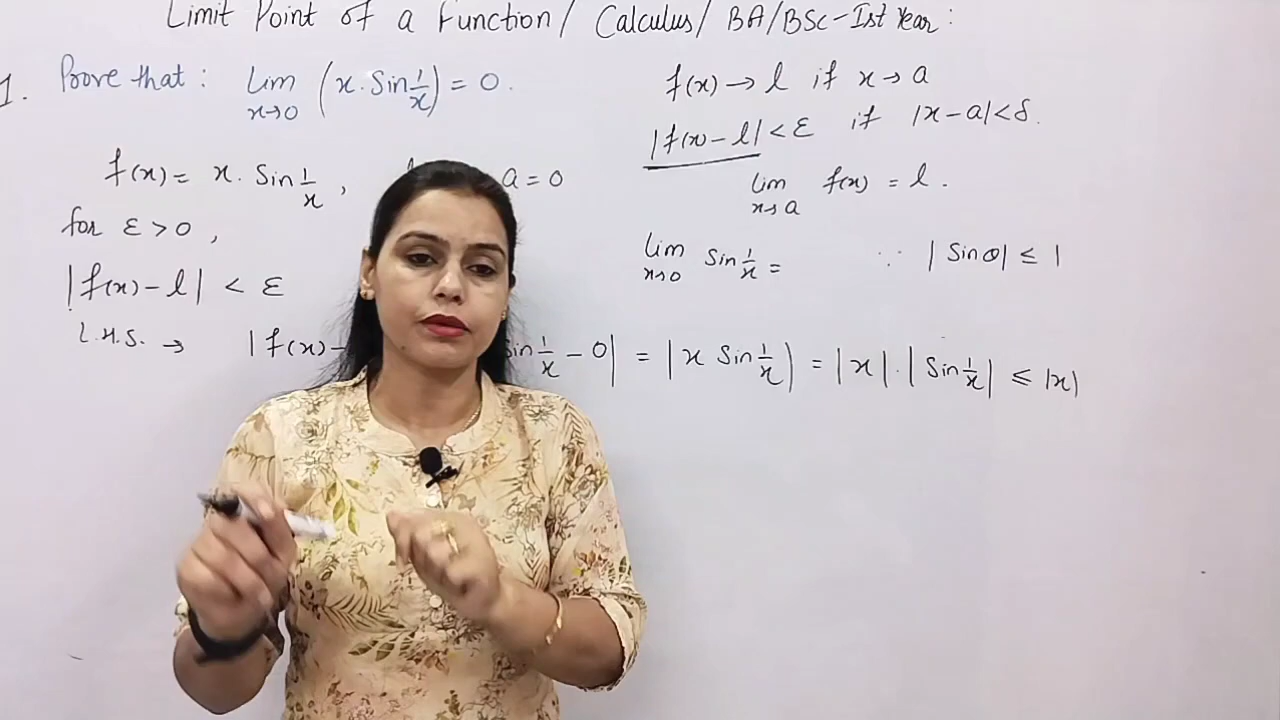 Limit Point of a Function / Calculus / BA/BSc-Ist Year :
1. Prove that : lim x→0 (x. Sin 1/x) = 0.
f(x) = x. Sin 1/x , a = 0
for ε > 0 ,
|f(x) - l| < ε
L.H.S. → |f(x) - Sin 1/x - 0| = |x Sin 1/x| = |x| . |Sin 1/x| ≤ |x|
f(x) → l if x → a
|f(x) - l| < ε if |x - a| < δ.
lim x→a f(x) = l.
lim x→0 Sin 1/x = ∵ |Sin θ| ≤ 1